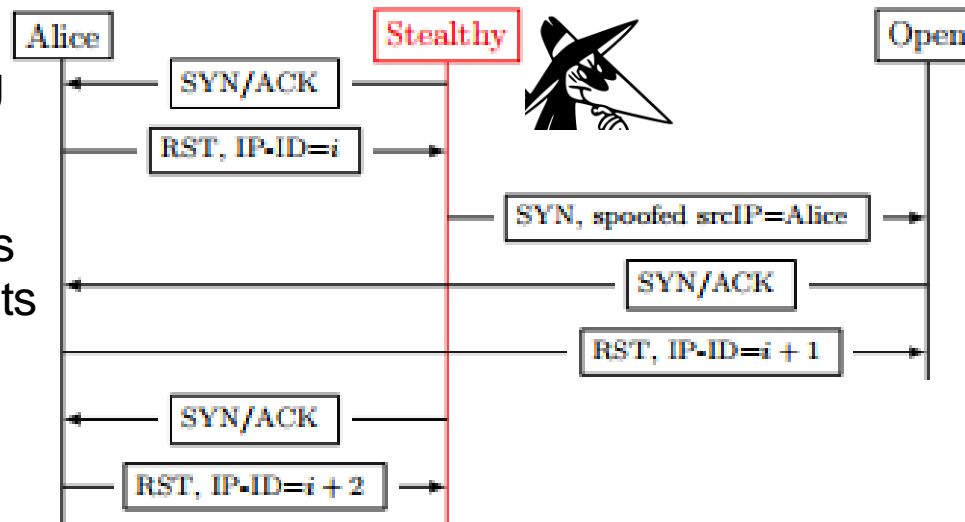 Alice
Stealthy
Open
g
SYN/ACK
RST, IP-ID=i
SYN, spoofed srcIP=Alice
s
SYN/ACK
ts
RST, IP-ID=i + 1
SYN/ACK
RST, IP-ID=i + 2